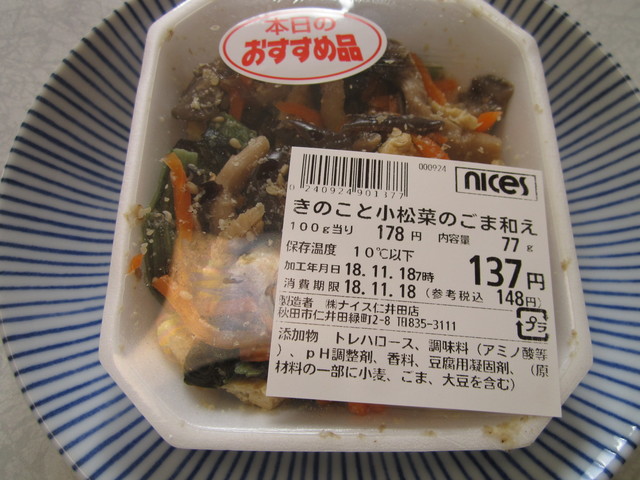 本日の
おすすめ品
000924
nices
0240924901377
きのこと小松菜のごま和え
100g当り 178円 内容量 77g
保存温度 10℃以下
加工年月日 18.11.18 7時
消費期限 18.11.18
137円
(参考税込 148円)
製造者 ㈱ナイス仁井田店
秋田市仁井田緑町12-8 ℡835-3111
プラ
添加物 トレハロース、調味料(アミノ酸等
)、pH調整剤、香料、豆腐用凝固剤、(原
材料の一部に小麦、ごま、大豆を含む)